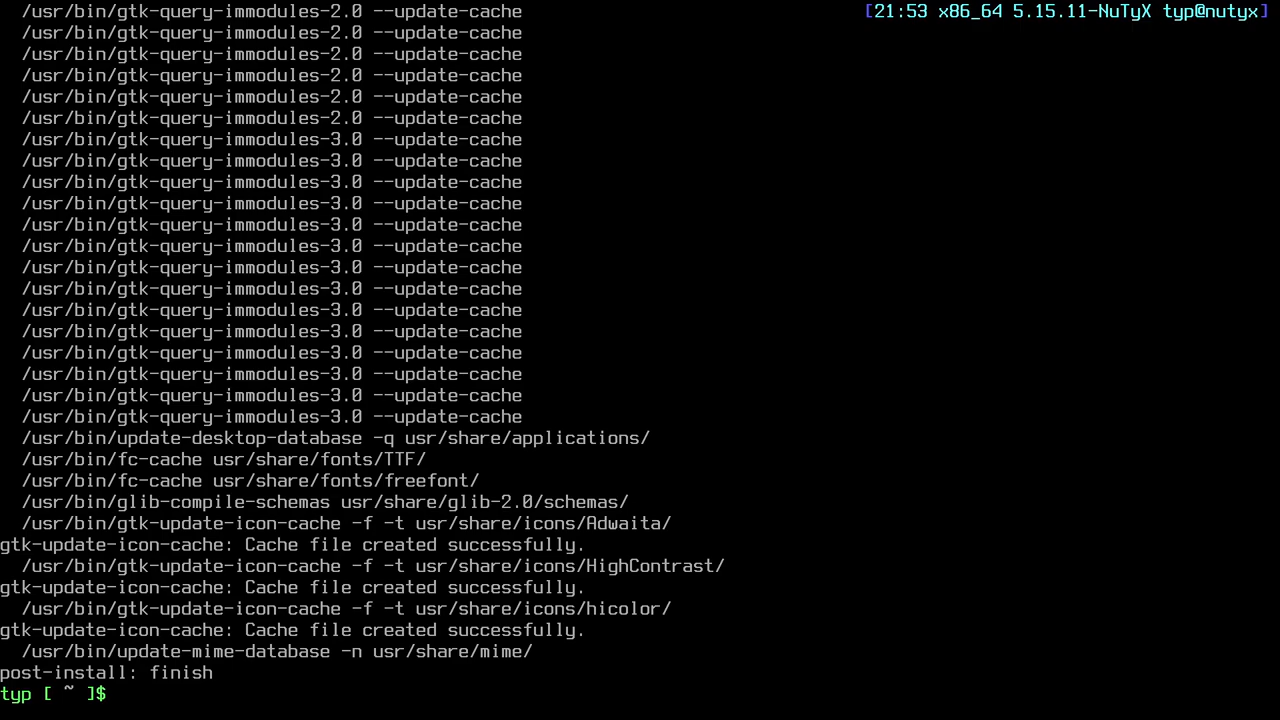 /usr/bin/gtk-query-immodules-2.0 --update-cache [21:53 x86_64 5.15.11-NuTyX typ@nutyx]
/usr/bin/gtk-query-immodules-2.0 --update-cache
/usr/bin/gtk-query-immodules-2.0 --update-cache
/usr/bin/gtk-query-immodules-2.0 --update-cache
/usr/bin/gtk-query-immodules-2.0 --update-cache
/usr/bin/gtk-query-immodules-2.0 --update-cache
/usr/bin/gtk-query-immodules-3.0 --update-cache
/usr/bin/gtk-query-immodules-3.0 --update-cache
/usr/bin/gtk-query-immodules-3.0 --update-cache
/usr/bin/gtk-query-immodules-3.0 --update-cache
/usr/bin/gtk-query-immodules-3.0 --update-cache
/usr/bin/gtk-query-immodules-3.0 --update-cache
/usr/bin/gtk-query-immodules-3.0 --update-cache
/usr/bin/gtk-query-immodules-3.0 --update-cache
/usr/bin/gtk-query-immodules-3.0 --update-cache
/usr/bin/gtk-query-immodules-3.0 --update-cache
/usr/bin/gtk-query-immodules-3.0 --update-cache
/usr/bin/gtk-query-immodules-3.0 --update-cache
/usr/bin/gtk-query-immodules-3.0 --update-cache
/usr/bin/gtk-query-immodules-3.0 --update-cache
/usr/bin/update-desktop-database -q usr/share/applications/
/usr/bin/fc-cache usr/share/fonts/TTF/
/usr/bin/fc-cache usr/share/fonts/freefont/
/usr/bin/glib-compile-schemas usr/share/glib-2.0/schemas/
/usr/bin/gtk-update-icon-cache -f -t usr/share/icons/Adwaita/
gtk-update-icon-cache: Cache file created successfully.
/usr/bin/gtk-update-icon-cache -f -t usr/share/icons/HighContrast/
gtk-update-icon-cache: Cache file created successfully.
/usr/bin/gtk-update-icon-cache -f -t usr/share/icons/hicolor/
gtk-update-icon-cache: Cache file created successfully.
/usr/bin/update-mime-database -n usr/share/mime/
post-install: finish
typ [ ~ ]$